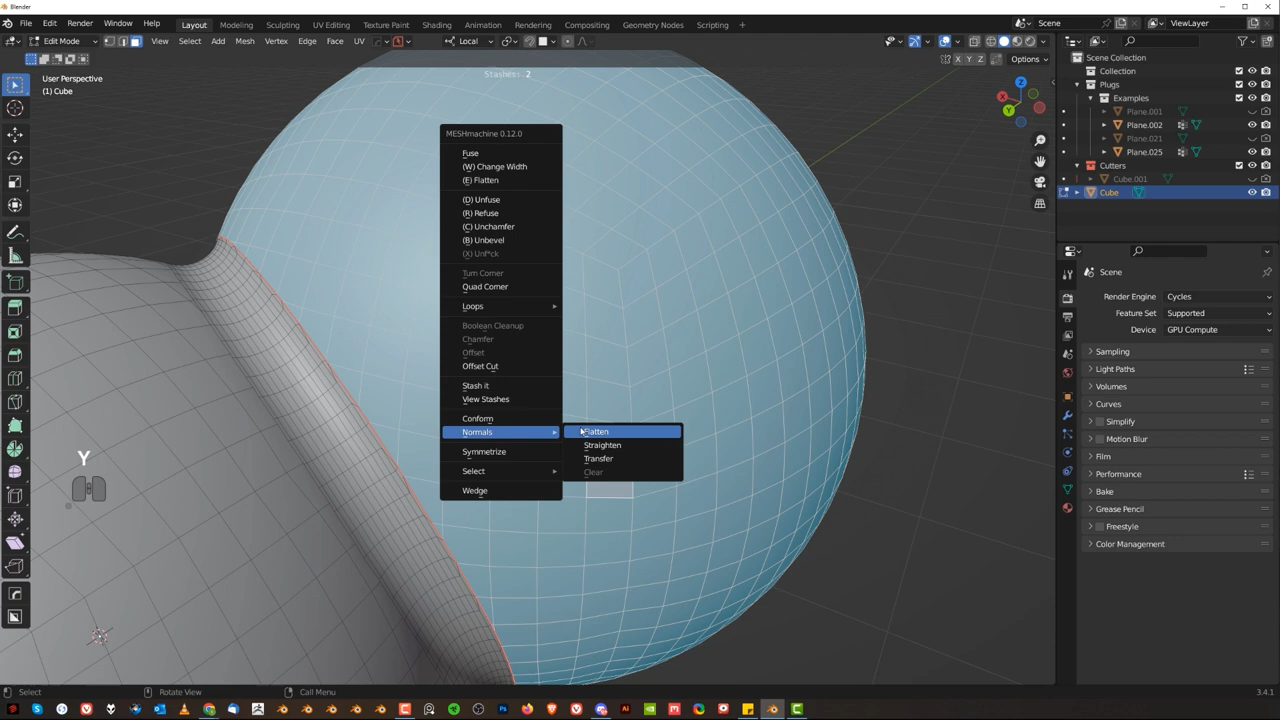 Blender
File Edit Render Window Help Layout Modeling Sculpting UV Editing Texture Paint Shading Animation Rendering Compositing Geometry Nodes Scripting + Scene ViewLayer
Edit Mode View Select Add Mesh Vertex Edge Face UV Local
X Y Z Options
User Perspective
(1) Cube
Stashes: 2
MESHmachine 0.12.0
Fuse
(W) Change Width
(E) Flatten
(D) Unfuse
(R) Refuse
(C) Unchamfer
(B) Unbevel
(X) Unf*ck
Turn Corner
Quad Corner
Loops
Boolean Cleanup
Chamfer
Offset
Offset Cut
Stash it
View Stashes
Conform
Normals
Symmetrize
Select
Wedge
Flatten
Straighten
Transfer
Clear
Y
X
Y
Z
Scene Collection
Collection
Plugs
Examples
Plane.001
Plane.002
Plane.021
Plane.025
Cutters
Cube.001
Cube
Scene
Render Engine Cycles
Feature Set Supported
Device GPU Compute
Sampling
Light Paths
Volumes
Curves
Simplify
Motion Blur
Film
Performance
Bake
Grease Pencil
Freestyle
Color Management
Select Rotate View Call Menu 3.4.1